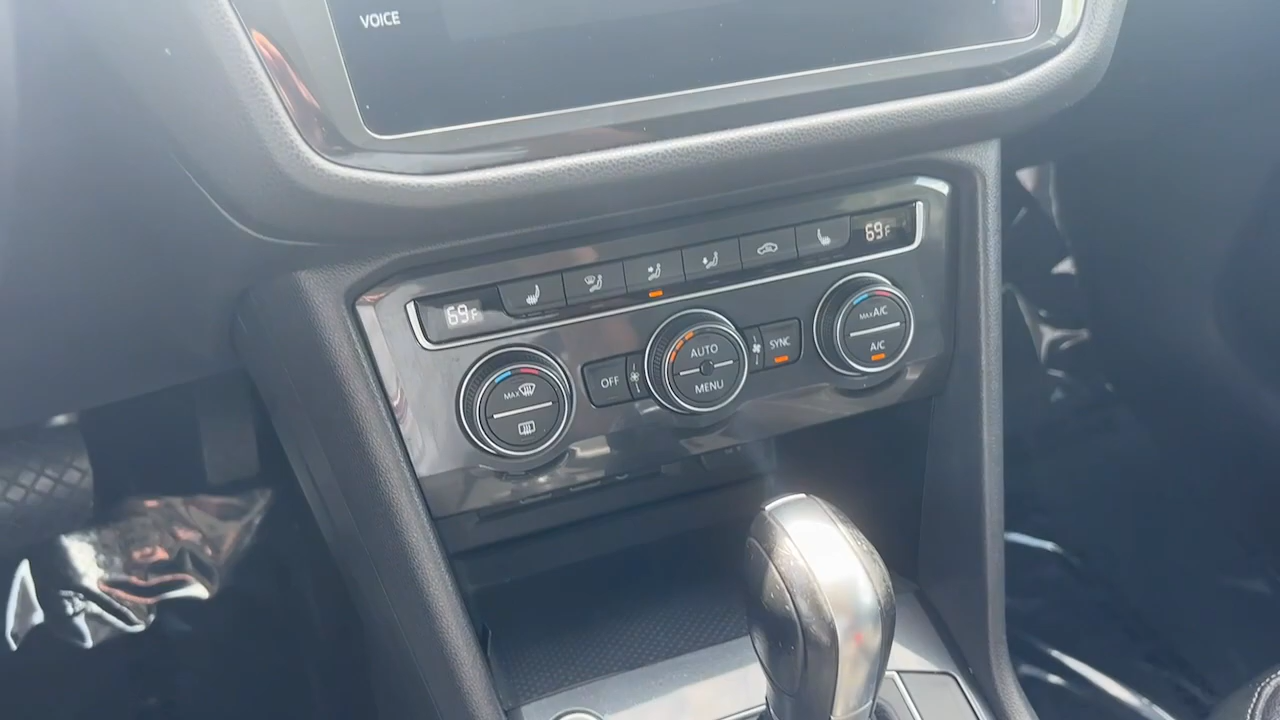 VOICE
69F
69F
MAX
OFF
AUTO
MENU
SYNC
MAX A/C
A/C